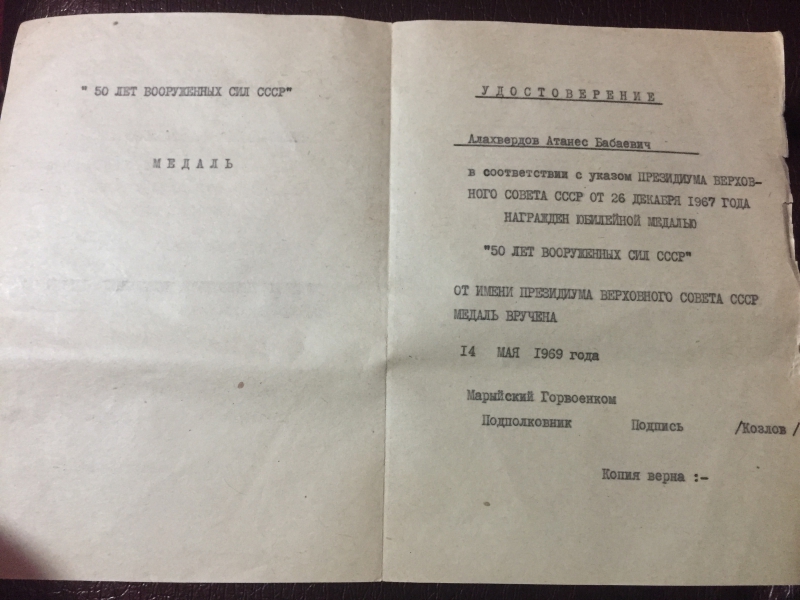 " 50 ЛЕТ ВООРУЖЕННЫХ СИЛ СССР"
М Е Д А Л Ь
У Д О С Т О В Е Р Е Н И Е
Алахвердов Атанес Бабаевич
в соответствии с указом ПРЕЗИДИУМА ВЕРХОВ-
НОГО СОВЕТА СССР ОТ 26 ДЕКАБРЯ 1967 ГОДА
НАГРАЖДЕН ЮБИЛЕЙНОЙ МЕДАЛЬЮ
"50 ЛЕТ ВООРУЖЕННЫХ СИЛ СССР"
ОТ ИМЕНИ ПРЕЗИДИУМА ВЕРХОВНОГО СОВЕТА СССР
МЕДАЛЬ ВРУЧЕНА
14 МАЯ 1969 года
Марыйский Горвоенком
Подполковник Подпись /Козлов /
Копия верна :-